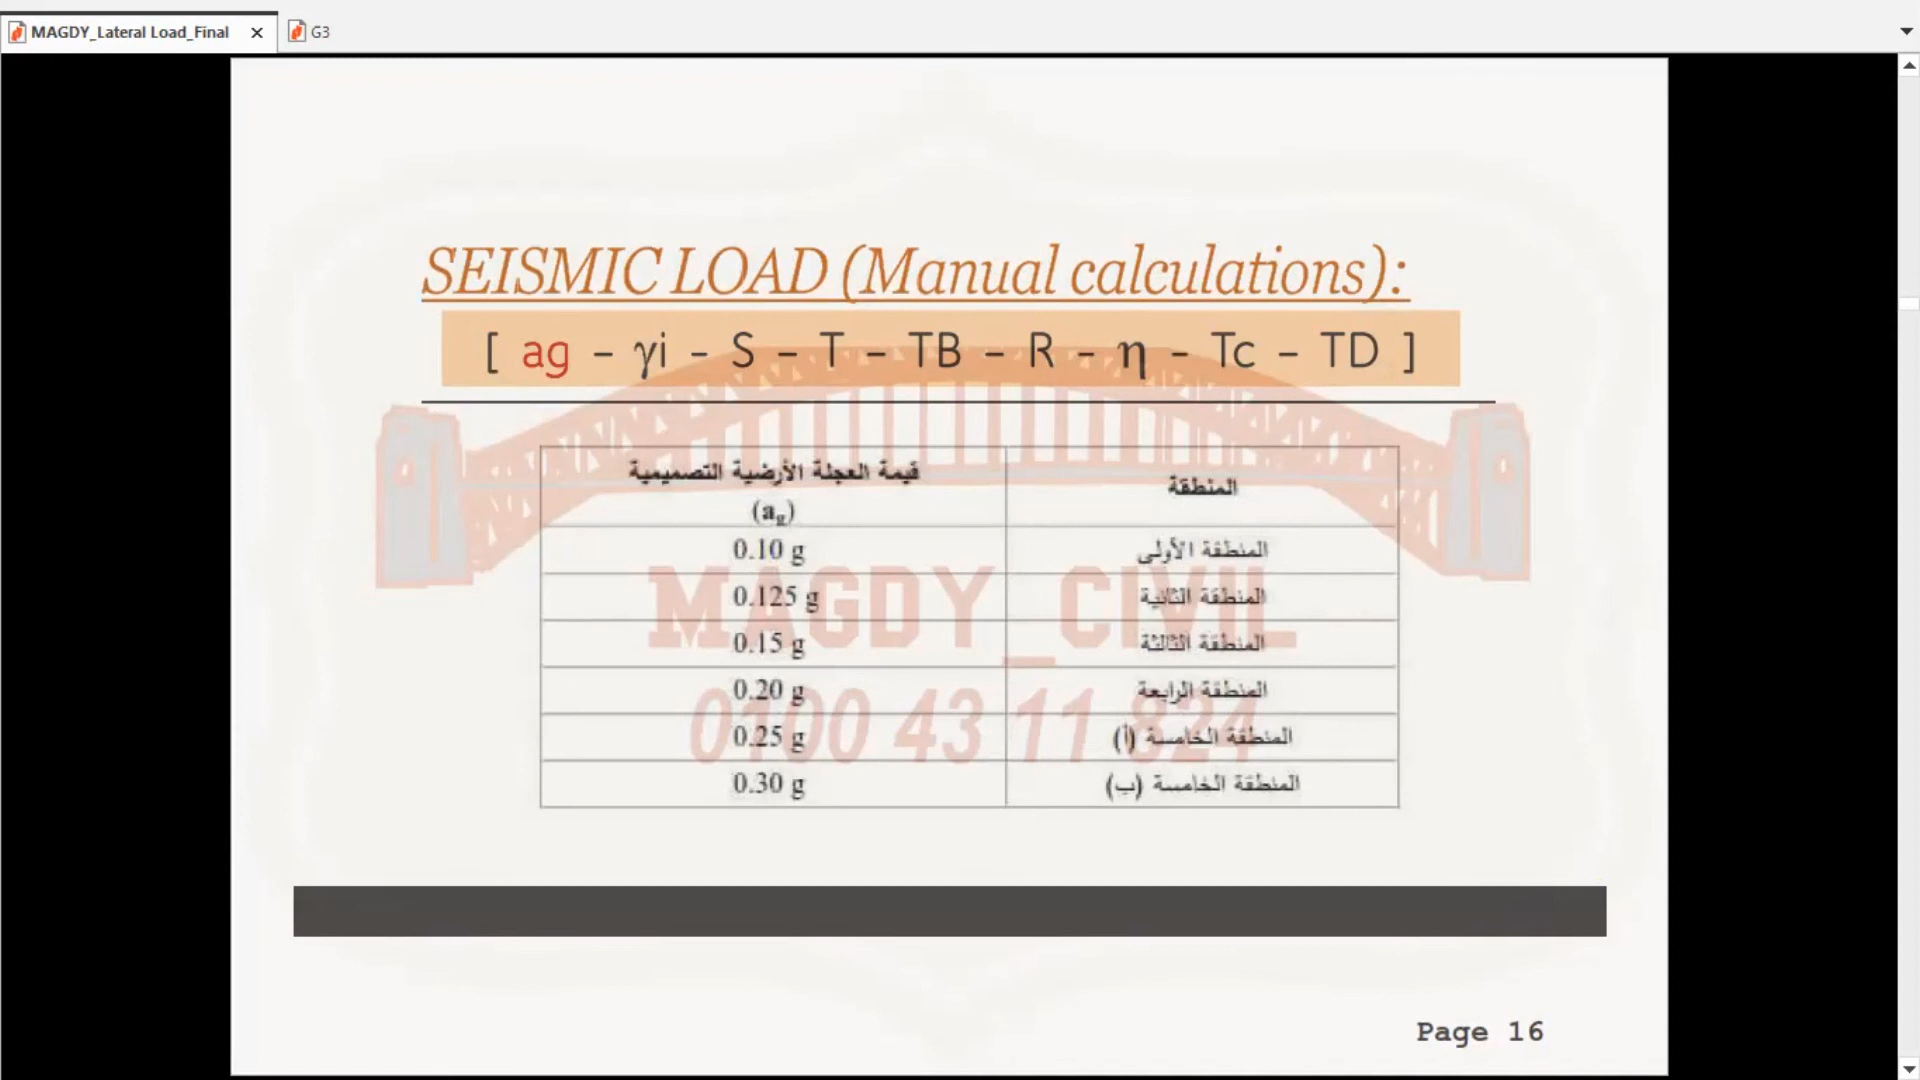 MAGDY_Lateral Load_Final
G3
SEISMIC LOAD (Manual calculations):
[ ag – γi – S – T – TB – R – η – Tc – TD ]
المنطقة
قيمة العجلة الأرضية التصميمية
(ag)
المنطقة الأولى 0.10 g
المنطقة الثانية 0.125 g
المنطقة الثالثة 0.15 g
المنطقة الرابعة 0.20 g
المنطقة الخامسة (أ) 0.25 g
المنطقة الخامسة (ب) 0.30 g
MAGDY_CIVIL
0100 43 11 824
Page 16